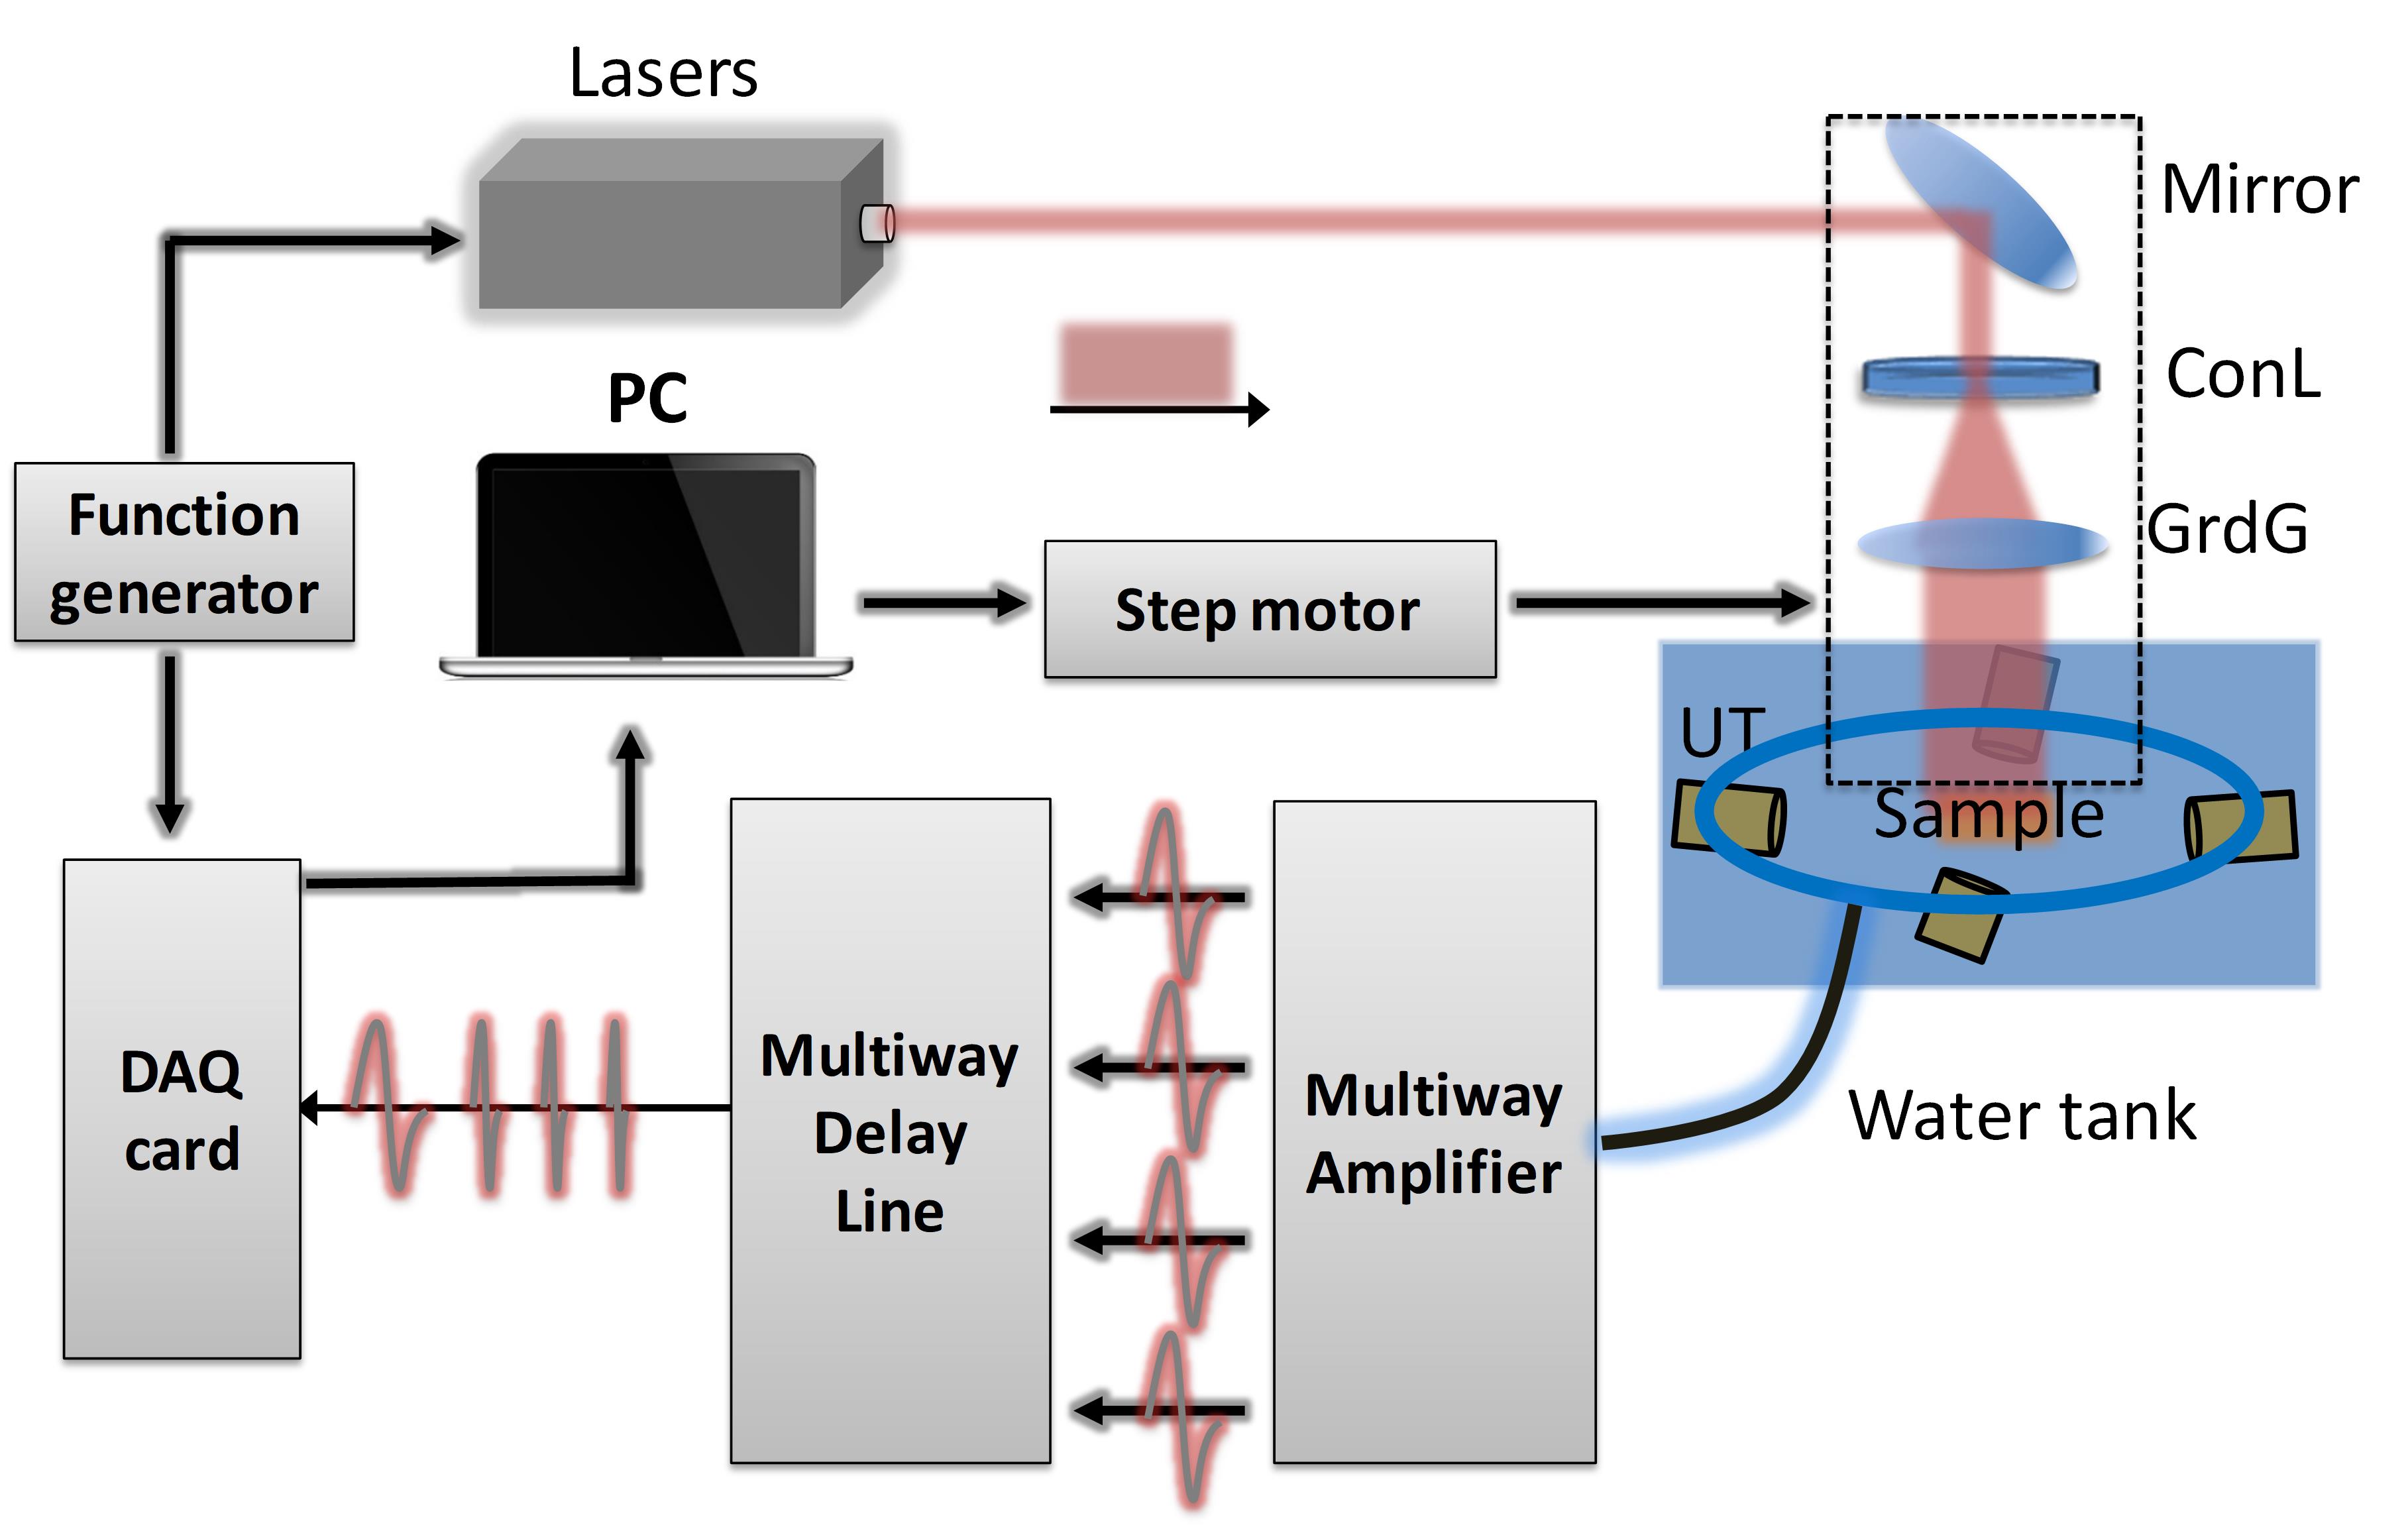 Lasers
Mirror
PC
ConL
Function
generator
GrdG
Step motor
UT
Sample
Multiway
Delay
Line
DAQ
card
Multiway
Amplifier
Water tank